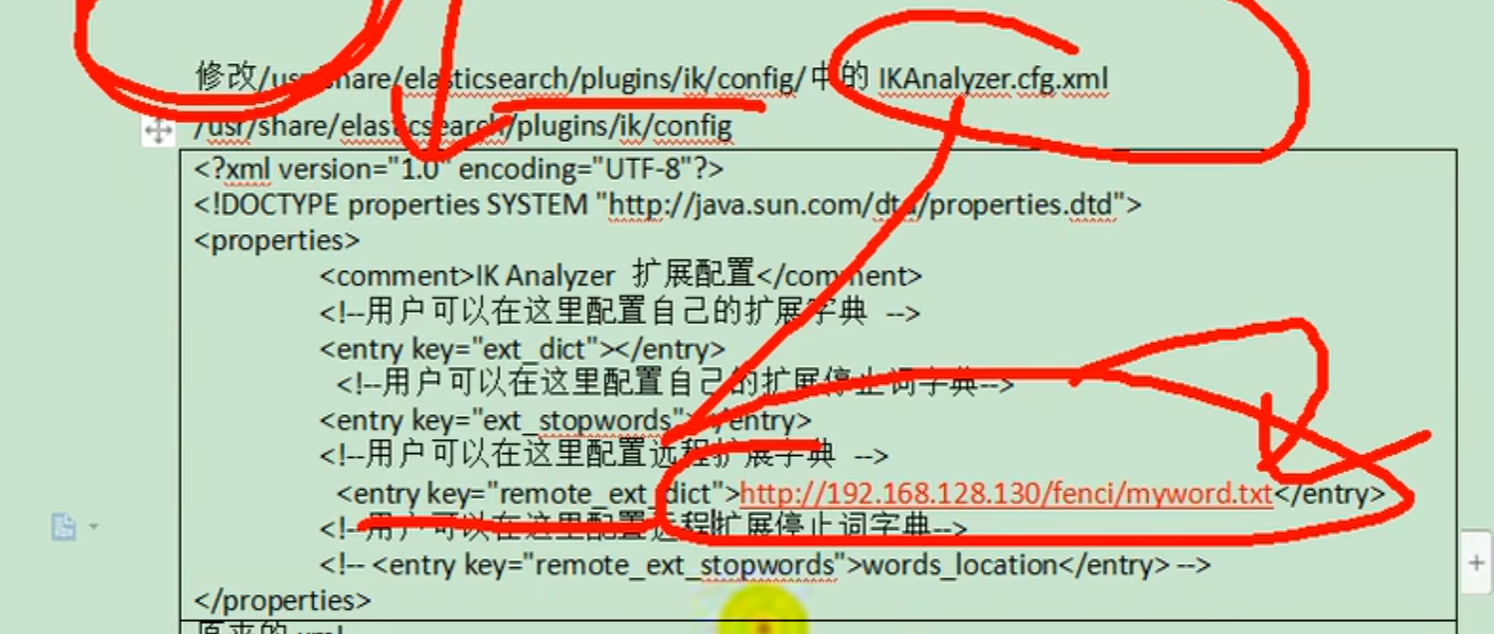 修改/usr/share/elasticsearch/plugins/ik/config/中的 IKAnalyzer.cfg.xml
/usr/share/elasticsearch/plugins/ik/config
<?xml version="1.0" encoding="UTF-8"?>
<!DOCTYPE properties SYSTEM "http://java.sun.com/dtd/properties.dtd">
<properties>
<comment>IK Analyzer 扩展配置</comment>
<!--用户可以在这里配置自己的扩展字典 -->
<entry key="ext_dict"></entry>
<!--用户可以在这里配置自己的扩展停止词字典-->
<entry key="ext_stopwords"></entry>
<!--用户可以在这里配置远程扩展字典 -->
<entry key="remote_ext_dict">http://192.168.128.130/fenci/myword.txt</entry>
<!--用户可以在这里配置远程扩展停止词字典-->
<!-- <entry key="remote_ext_stopwords">words_location</entry> -->
</properties>
原来的 xml